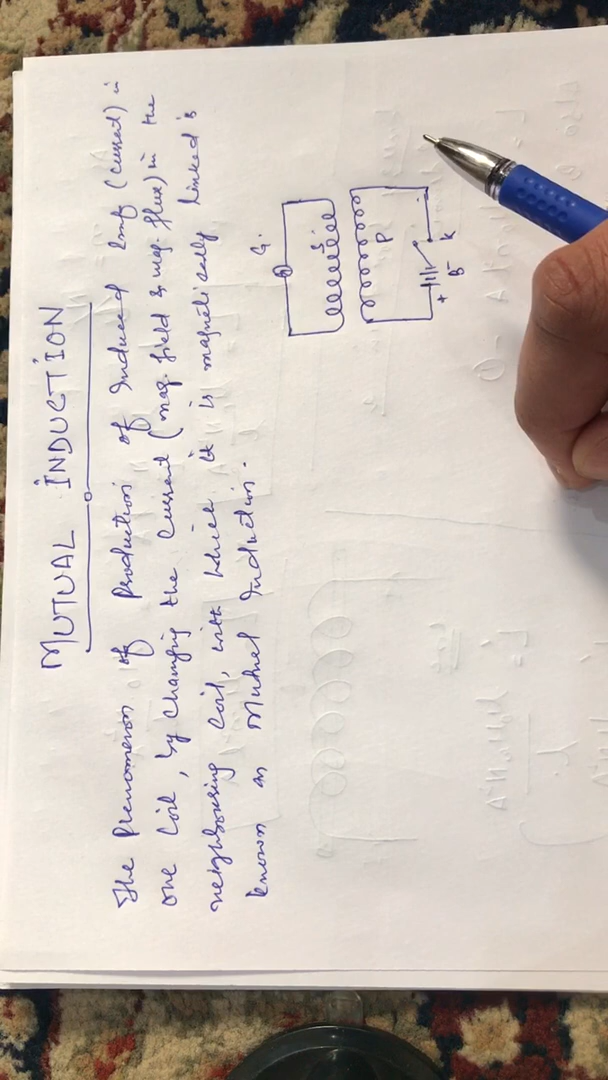 MUTUAL INDUCTION
The Phenomenon of Production of Induced emf (current) in
one Coil, by changing the current (mag. field & mag. flux) in the
neighbouring Coil, with which it is magnetically linked is
known as Mutual Induction.
G.
S
P
+ B -
K